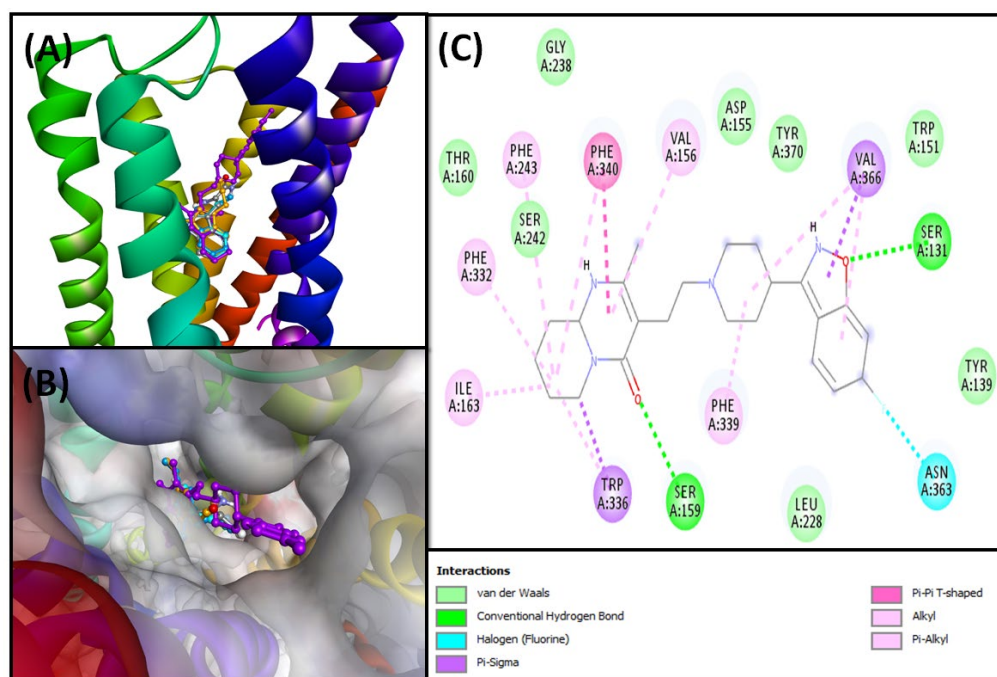 (A)
(B)
(C)
GLY
A:238
ASP
A:155
TYR
A:370
TRP
A:151
VAL
A:156
VAL
A:366
PHE
A:340
PHE
A:243
THR
A:160
SER
A:242
SER
A:131
PHE
A:332
H
N
N
O
N
H
N
O
ILE
A:163
PHE
A:339
TYR
A:139
TRP
A:336
SER
A:159
LEU
A:228
ASN
A:363
Interactions
van der Waals
Conventional Hydrogen Bond
Halogen (Fluorine)
Pi-Sigma
Pi-Pi T-shaped
Alkyl
Pi-Alkyl